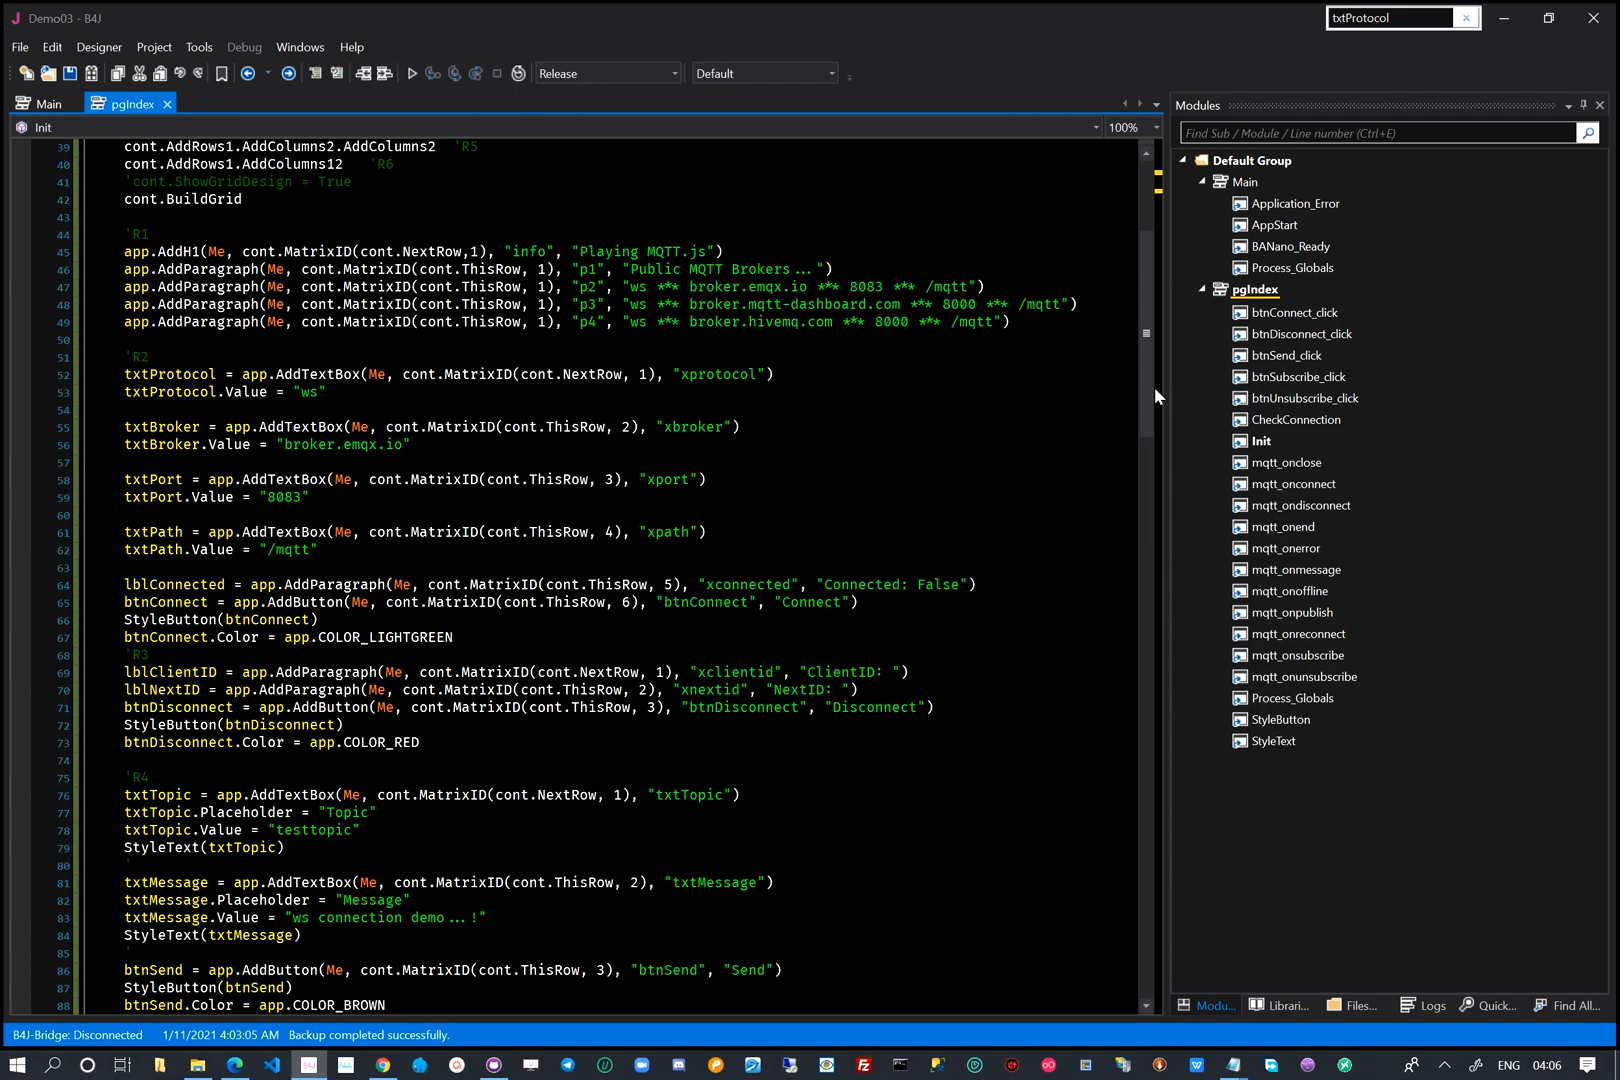 Demo03 - B4J
txtProtocol
File Edit Designer Project Tools Debug Windows Help
Release
Default
Main
pgIndex
Init
100%
39 cont.AddRows1.AddColumns2.AddColumns2 'R5
40 cont.AddRows1.AddColumns12 'R6
41 'cont.ShowGridDesign = True
42 cont.BuildGrid
43
44 'R1
45 app.AddH1(Me, cont.MatrixID(cont.NextRow,1), "info", "Playing MQTT.js")
46 app.AddParagraph(Me, cont.MatrixID(cont.ThisRow, 1), "p1", "Public MQTT Brokers...")
47 app.AddParagraph(Me, cont.MatrixID(cont.ThisRow, 1), "p2", "ws *** broker.emqx.io *** 8083 *** /mqtt")
48 app.AddParagraph(Me, cont.MatrixID(cont.ThisRow, 1), "p3", "ws *** broker.mqtt-dashboard.com *** 8000 *** /mqtt")
49 app.AddParagraph(Me, cont.MatrixID(cont.ThisRow, 1), "p4", "ws *** broker.hivemq.com *** 8000 *** /mqtt")
50
51 'R2
52 txtProtocol = app.AddTextBox(Me, cont.MatrixID(cont.NextRow, 1), "xprotocol")
53 txtProtocol.Value = "ws"
54
55 txtBroker = app.AddTextBox(Me, cont.MatrixID(cont.ThisRow, 2), "xbroker")
56 txtBroker.Value = "broker.emqx.io"
57
58 txtPort = app.AddTextBox(Me, cont.MatrixID(cont.ThisRow, 3), "xport")
59 txtPort.Value = "8083"
60
61 txtPath = app.AddTextBox(Me, cont.MatrixID(cont.ThisRow, 4), "xpath")
62 txtPath.Value = "/mqtt"
63
64 lblConnected = app.AddParagraph(Me, cont.MatrixID(cont.ThisRow, 5), "xconnected", "Connected: False")
65 btnConnect = app.AddButton(Me, cont.MatrixID(cont.ThisRow, 6), "btnConnect", "Connect")
66 StyleButton(btnConnect)
67 btnConnect.Color = app.COLOR_LIGHTGREEN
68 'R3
69 lblClientID = app.AddParagraph(Me, cont.MatrixID(cont.NextRow, 1), "xclientid", "ClientID: ")
70 lblNextID = app.AddParagraph(Me, cont.MatrixID(cont.ThisRow, 2), "xnextid", "NextID: ")
71 btnDisconnect = app.AddButton(Me, cont.MatrixID(cont.ThisRow, 3), "btnDisconnect", "Disconnect")
72 StyleButton(btnDisconnect)
73 btnDisconnect.Color = app.COLOR_RED
74
75 'R4
76 txtTopic = app.AddTextBox(Me, cont.MatrixID(cont.NextRow, 1), "txtTopic")
77 txtTopic.Placeholder = "Topic"
78 txtTopic.Value = "testtopic"
79 StyleText(txtTopic)
80 '
81 txtMessage = app.AddTextBox(Me, cont.MatrixID(cont.ThisRow, 2), "txtMessage")
82 txtMessage.Placeholder = "Message"
83 txtMessage.Value = "ws connection demo...!"
84 StyleText(txtMessage)
85 '
86 btnSend = app.AddButton(Me, cont.MatrixID(cont.ThisRow, 3), "btnSend", "Send")
87 StyleButton(btnSend)
88 btnSend.Color = app.COLOR_BROWN
Modules
Find Sub / Module / Line number (Ctrl+E)
Default Group
Main
Application_Error
AppStart
BANano_Ready
Process_Globals
pgIndex
btnConnect_click
btnDisconnect_click
btnSend_click
btnSubscribe_click
btnUnsubscribe_click
CheckConnection
Init
mqtt_onclose
mqtt_onconnect
mqtt_ondisconnect
mqtt_onend
mqtt_onerror
mqtt_onmessage
mqtt_onoffline
mqtt_onpublish
mqtt_onreconnect
mqtt_onsubscribe
mqtt_onunsubscribe
Process_Globals
StyleButton
StyleText
Modu... Librari... Files... Logs Quick... Find All...
B4J-Bridge: Disconnected 1/11/2021 4:03:05 AM Backup completed successfully.
ENG 04:06